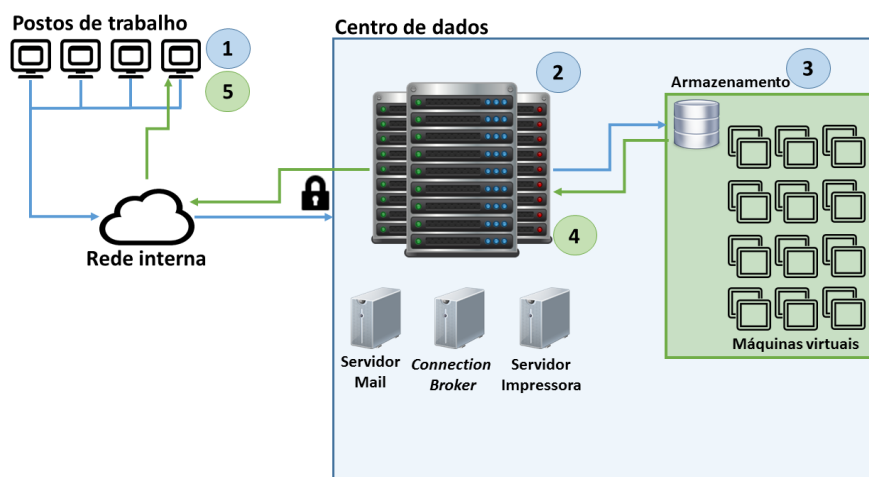 Postos de trabalho
1
5
Rede interna
Centro de dados
2
4
Servidor
Mail
Connection
Broker
Servidor
Impressora
Armazenamento
3
Máquinas virtuais